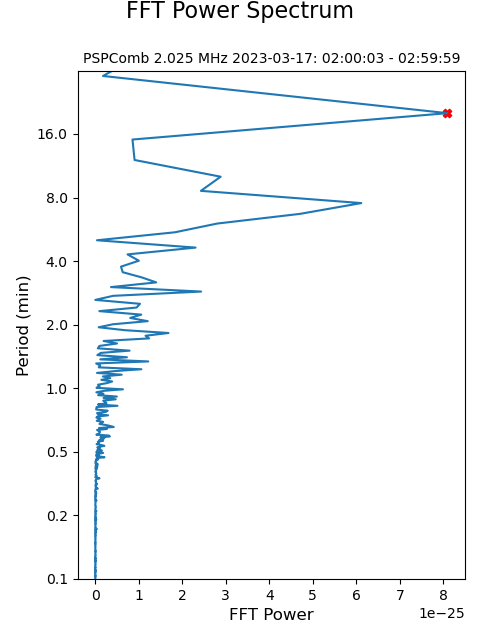 FFT Power Spectrum
PSPComb 2.025 MHz 2023-03-17: 02:00:03 - 02:59:59
16.0
8.0
4.0
2.0
1.0
0.5
0.2
0.1
Period (min)
0 1 2 3 4 5 6 7 8
1e−25
FFT Power